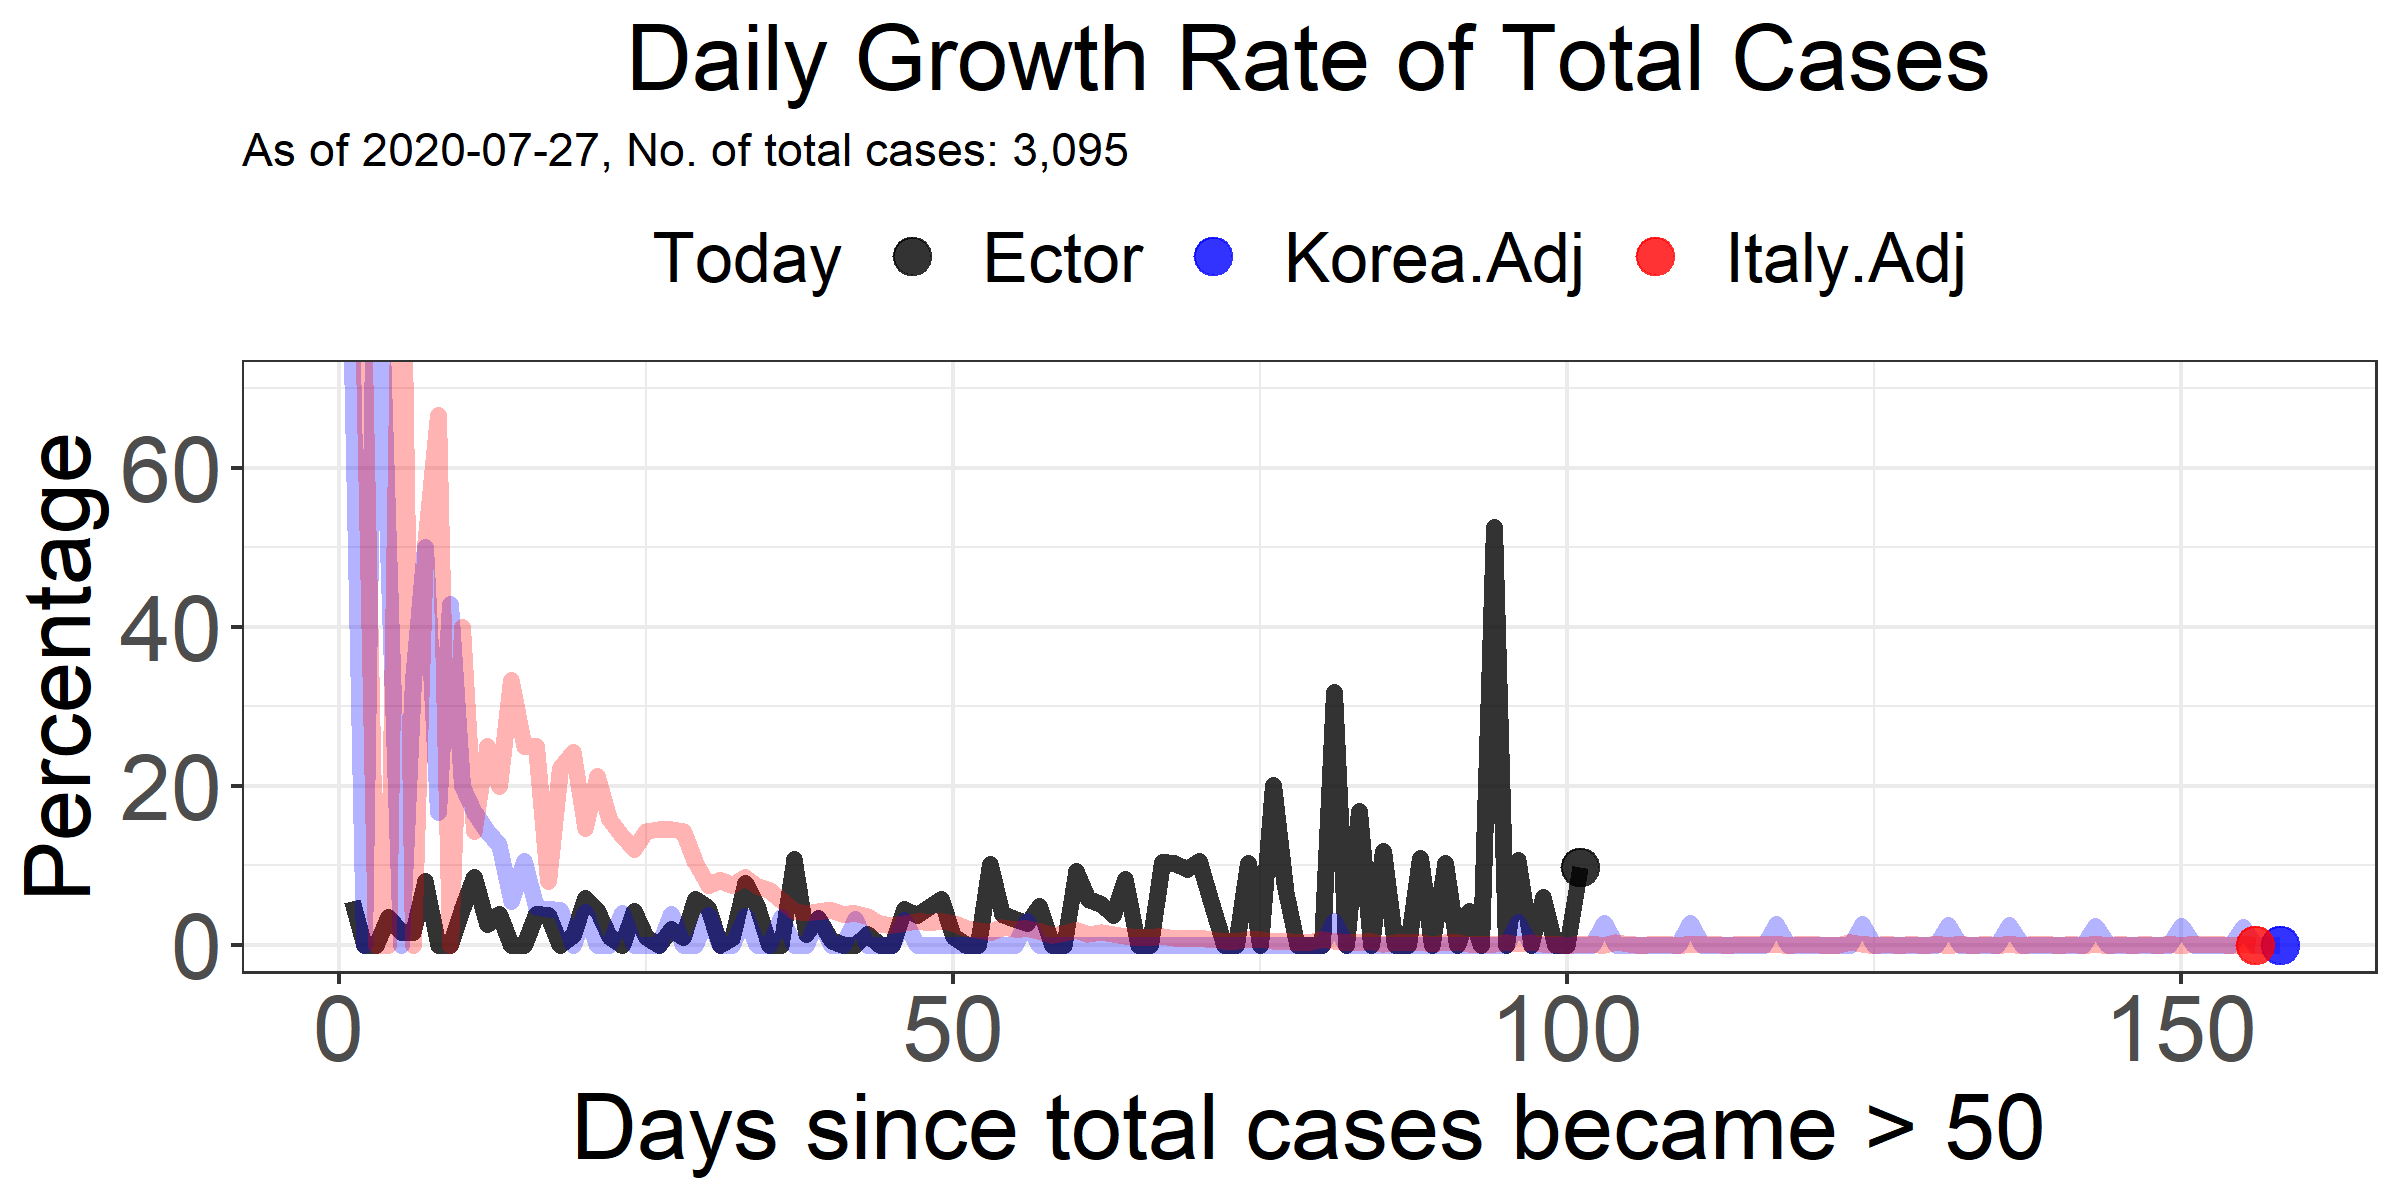 Daily Growth Rate of Total Cases
As of 2020-07-27, No. of total cases: 3,095
Today Ector Korea.Adj Italy.Adj
Percentage
60
40
20
0
0 50 100 150
Days since total cases became > 50